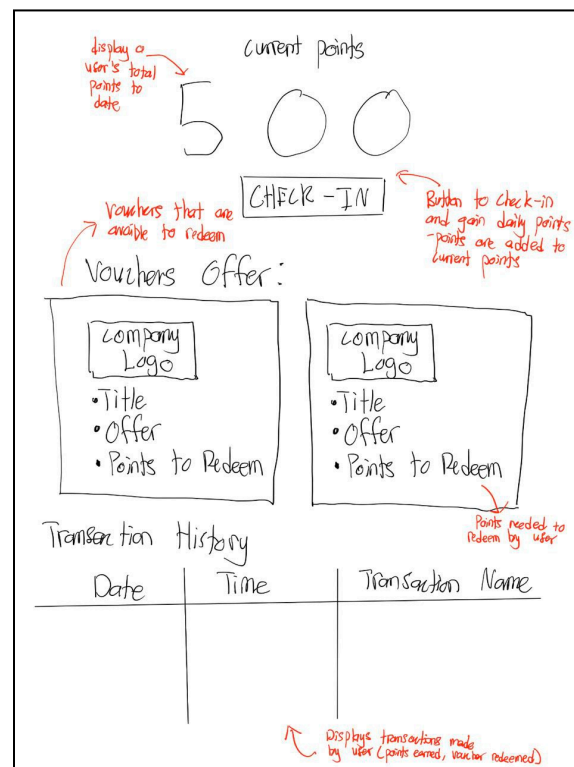 display a
user's total
points to
date
current points
500
CHECK-IN
Button to check-in
and gain daily points
-points are added to
current points
Vouchers that are
avaible to redeem
Vouchers Offer:
company
Logo
•Title
•Offer
•Points to Redeem
company
Logo
•Title
•Offer
•Points to Redeem
Points needed to
redeem by user
Transaction History
Date Time Transaction Name
Displays transactions made
by user (points earned, voucher redeemed)